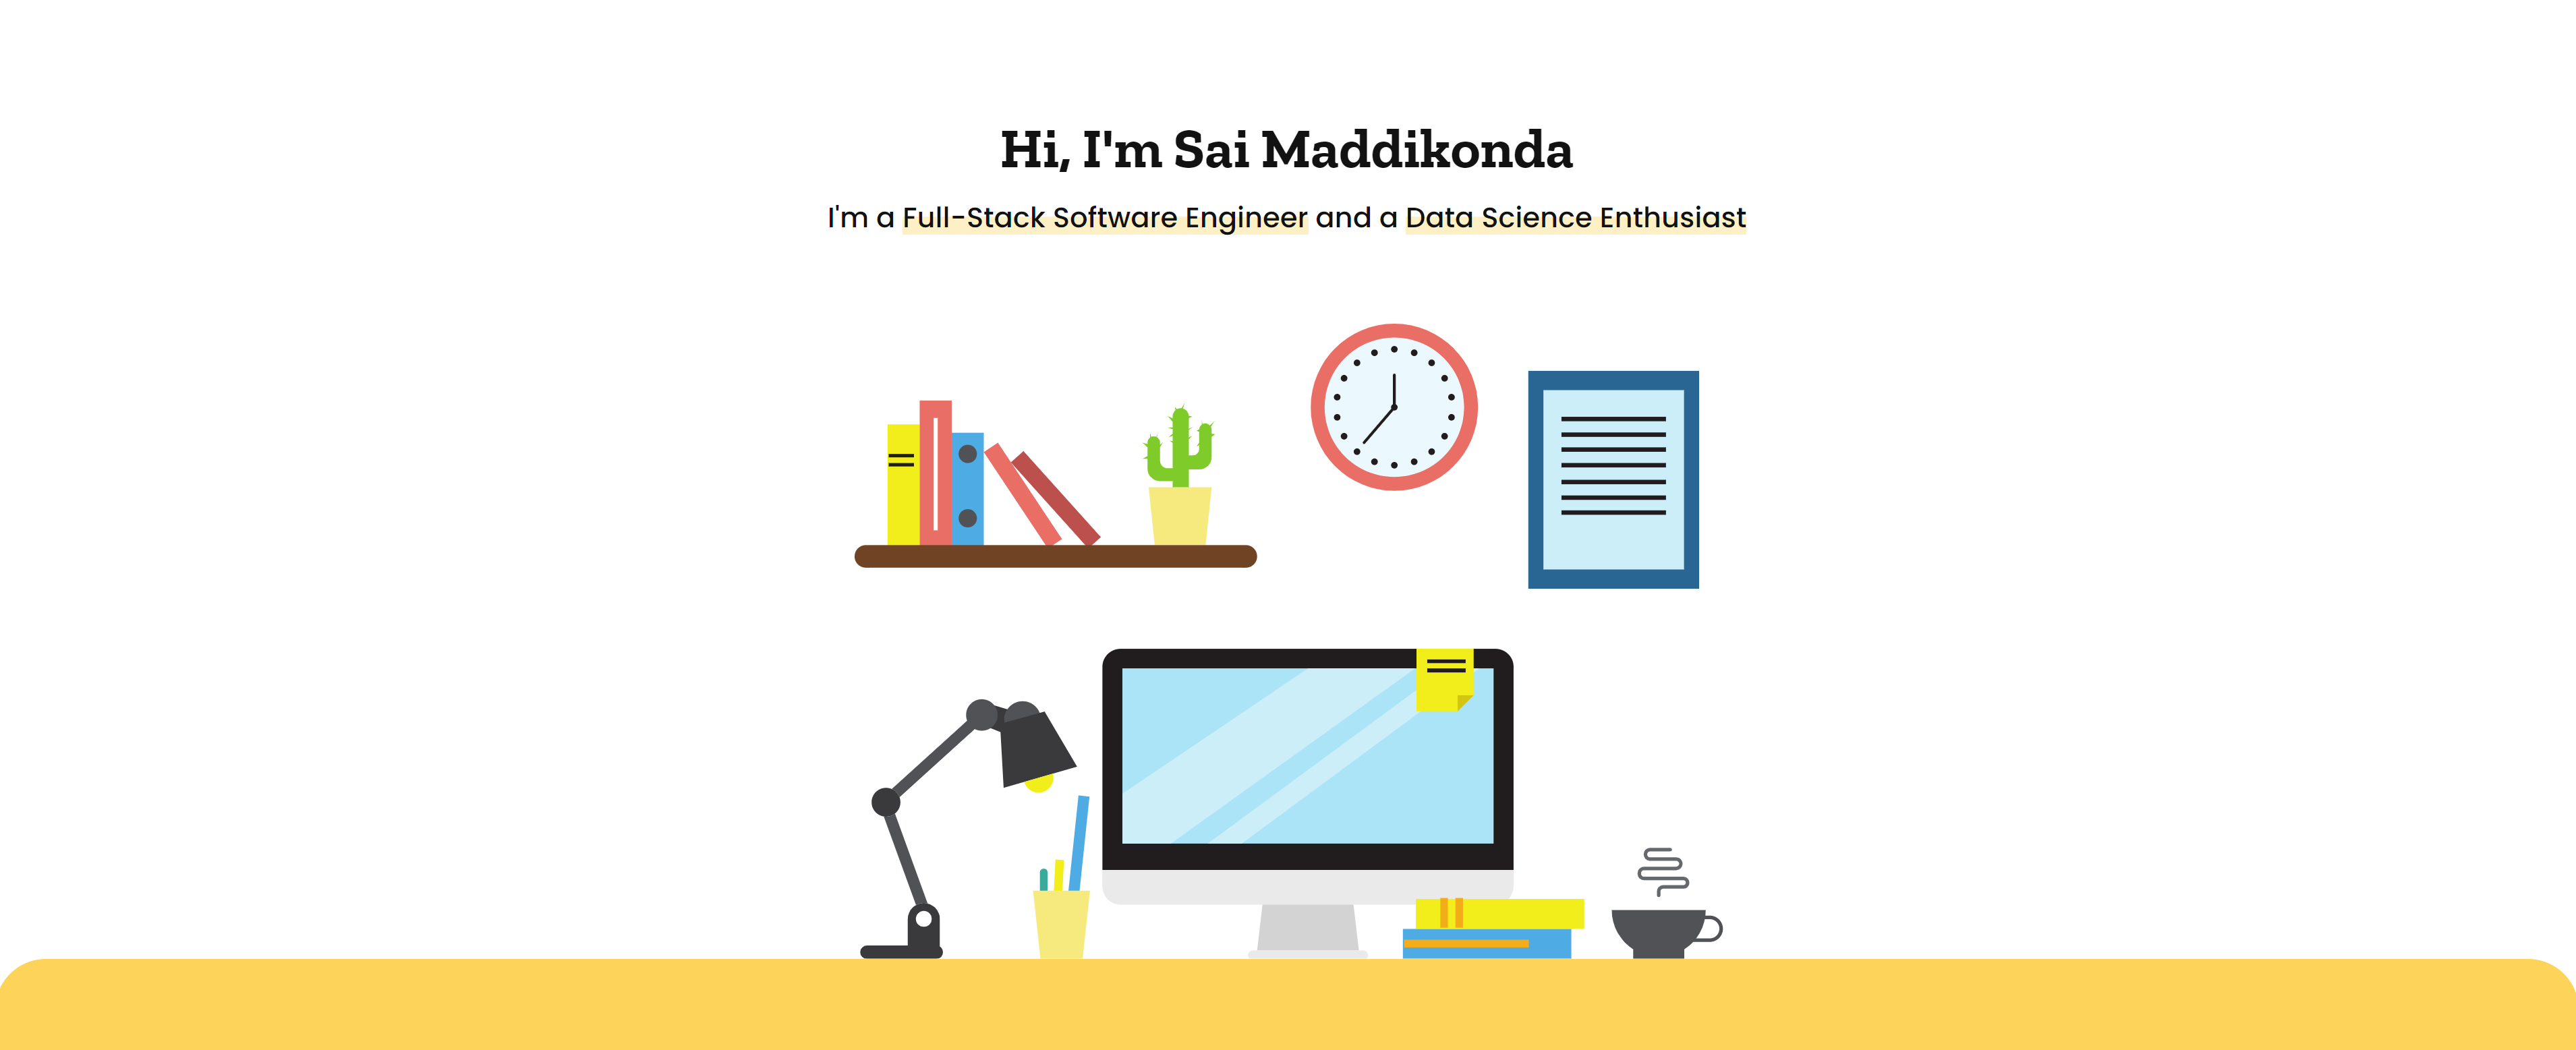 Hi, I'm Sai Maddikonda
I'm a Full-Stack Software Engineer and a Data Science Enthusiast